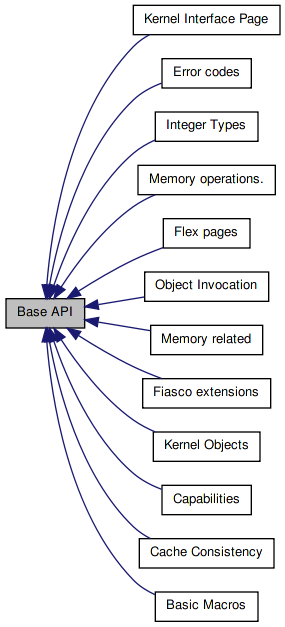 Kernel Interface Page
Error codes
Integer Types
Memory operations.
Flex pages
Object Invocation
Base API
Memory related
Fiasco extensions
Kernel Objects
Capabilities
Cache Consistency
Basic Macros